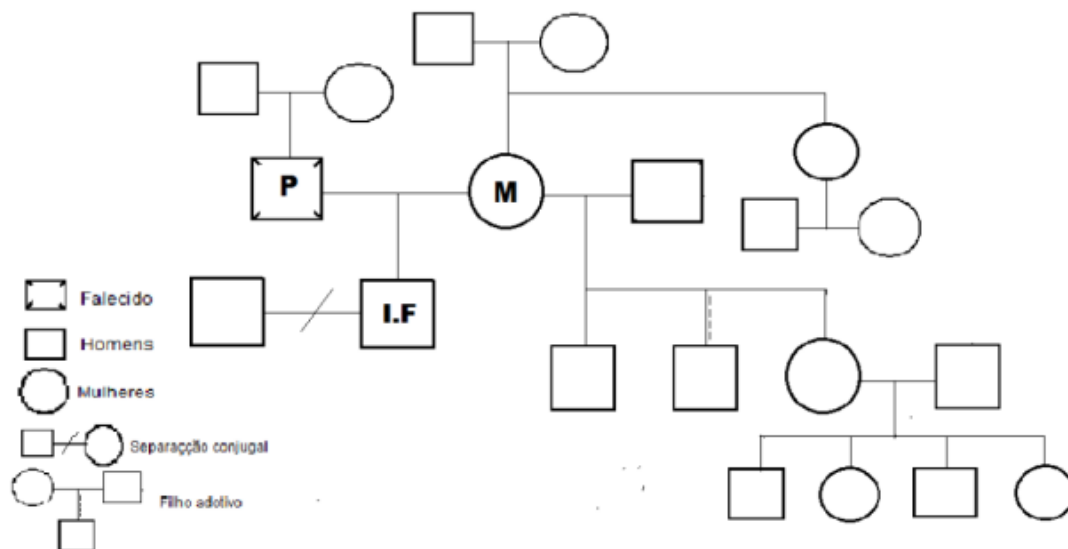 P
M
I.F
Falecido
Homens
Mulheres
Separacção conjugal
Filho adotivo